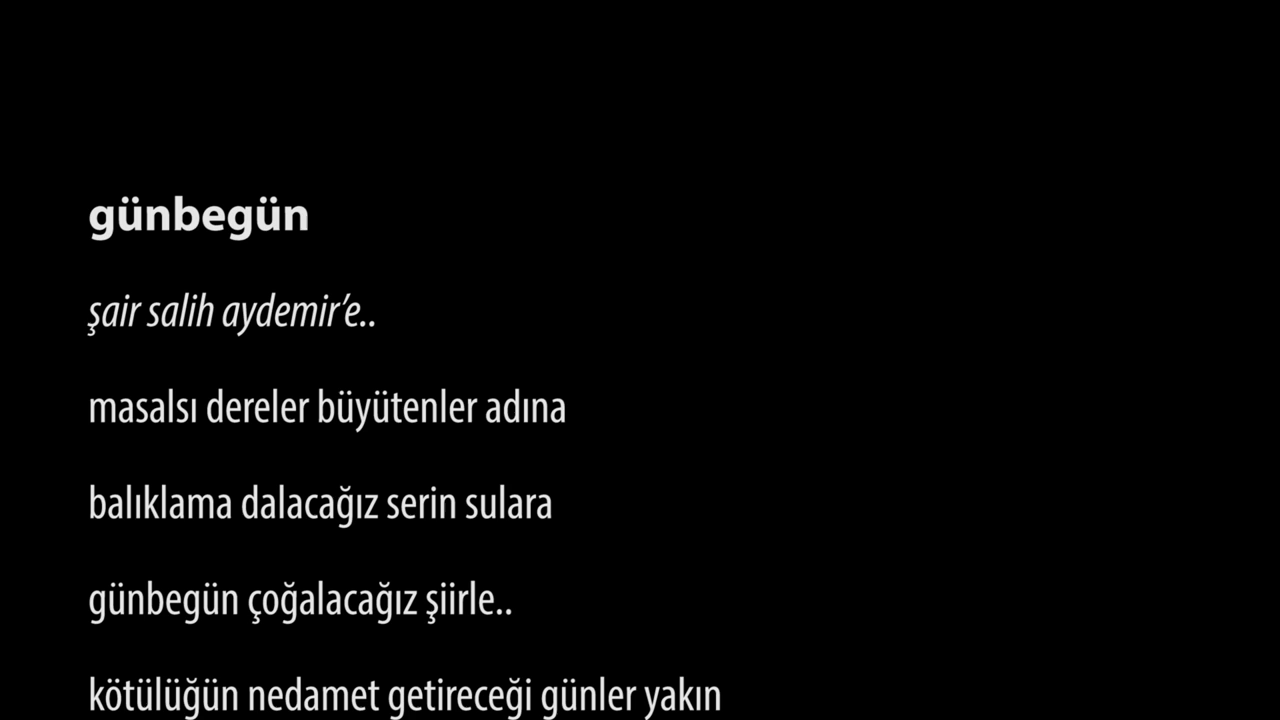 günbegün
şair salih aydemir’e..
masalsı dereler büyütenler adına
balıklama dalacağız serin sulara
günbegün çoğalacağız şiirle..
kötülüğün nedamet getireceği günler yakın